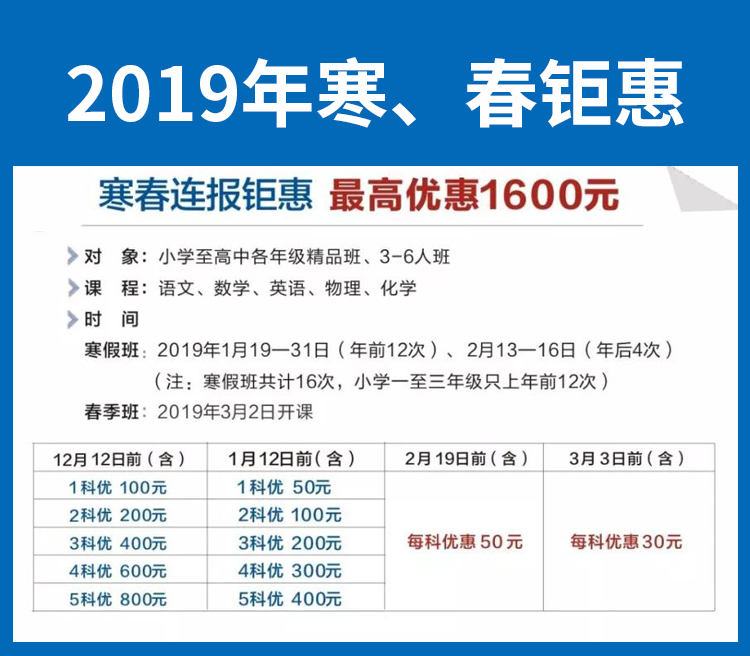 2019年寒、春钜惠
寒春连报钜惠 最高优惠1600元
对 象：小学至高中各年级精品班、3-6人班
课 程：语文、数学、英语、物理、化学
时 间
寒假班：2019年1月19—31日（年前12次）、2月13—16日（年后4次）
（注：寒假班共计16次，小学一至三年级只上年前12次）
春季班：2019年3月2日开课
12月12日前（含） 1月12日前（含） 2月19日前（含） 3月3日前（含）
1科优 100元 1科优 50元
2科优 200元 2科优 100元
3科优 400元 3科优 200元 每科优惠50元 每科优惠30元
4科优 600元 4科优 300元
5科优 800元 5科优 400元